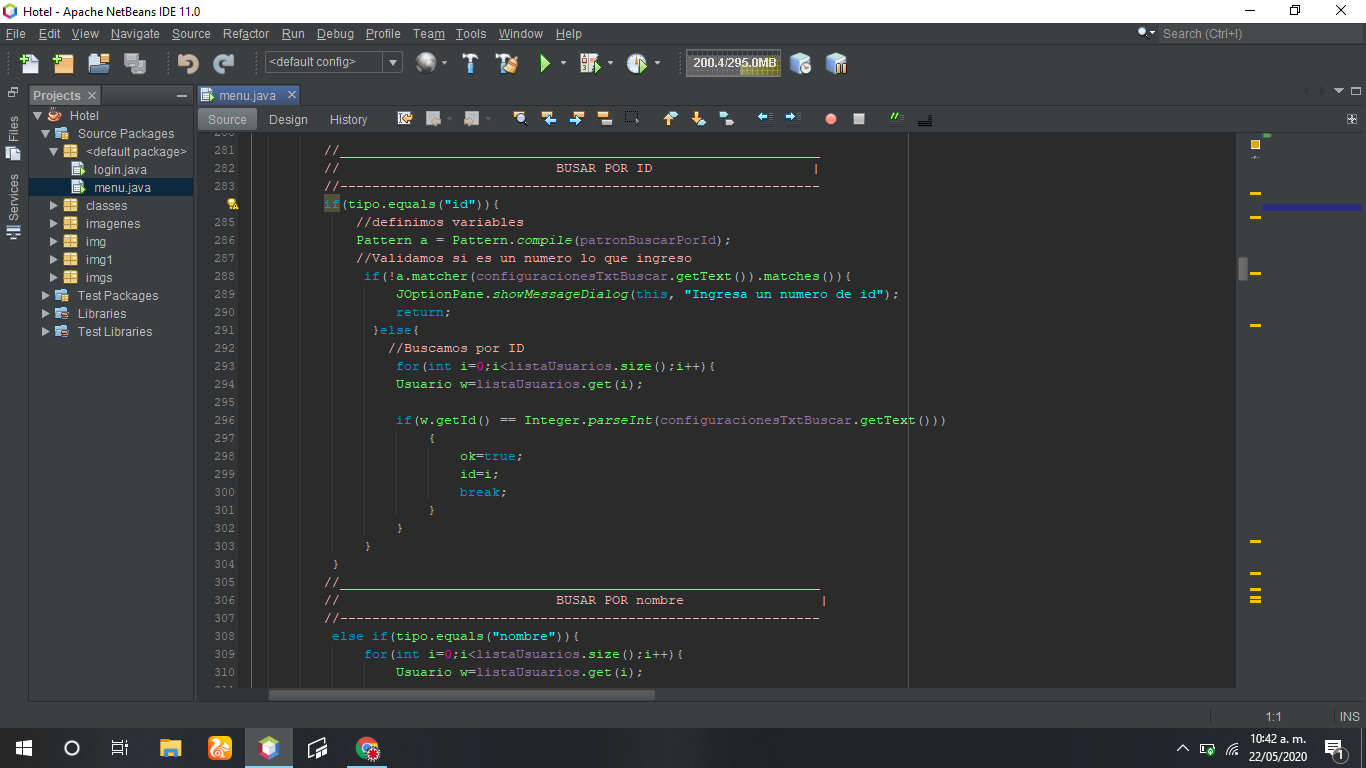 Hotel - Apache NetBeans IDE 11.0
File Edit View Navigate Source Refactor Run Debug Profile Team Tools Window Help
Search (Ctrl+I)
<default config>
200.4/295.0MB
Projects
menu.java
Files
Services
Source Design History
Hotel
Source Packages
<default package>
login.java
menu.java
classes
imagenes
img
img1
imgs
Test Packages
Libraries
Test Libraries
281 //____________________________________________________________
282 // BUSAR POR ID |
283 //------------------------------------------------------------
if(tipo.equals("id")){
285 //definimos variables
286 Pattern a = Pattern.compile(patronBuscarPorId);
287 //Validamos si es un numero lo que ingreso
288 if(!a.matcher(configuracionesTxtBuscar.getText()).matches()){
289 JOptionPane.showMessageDialog(this, "Ingresa un numero de id");
290 return;
291 }else{
292 //Buscamos por ID
293 for(int i=0;i<listaUsuarios.size();i++){
294 Usuario w=listaUsuarios.get(i);
295
296 if(w.getId() == Integer.parseInt(configuracionesTxtBuscar.getText()))
297 {
298 ok=true;
299 id=i;
300 break;
301 }
302 }
303 }
304 }
305 //____________________________________________________________
306 // BUSAR POR nombre |
307 //------------------------------------------------------------
308 else if(tipo.equals("nombre")){
309 for(int i=0;i<listaUsuarios.size();i++){
310 Usuario w=listaUsuarios.get(i);
1:1
INS
10:42 a. m.
22/05/2020
1